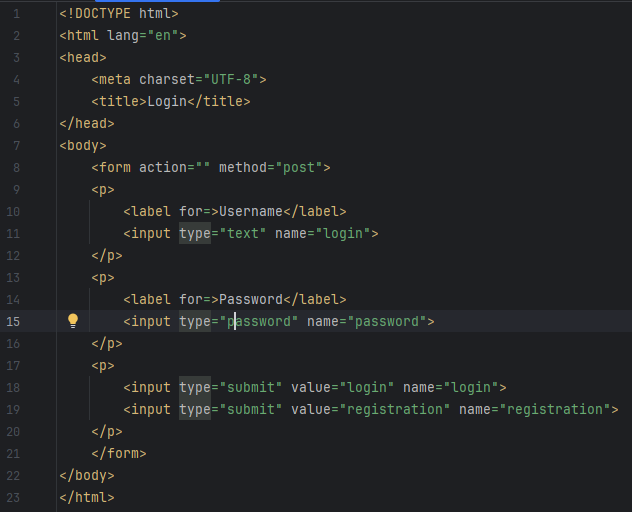 1 <!DOCTYPE html>
2 <html lang="en">
3 <head>
4     <meta charset="UTF-8">
5     <title>Login</title>
6 </head>
7 <body>
8     <form action="" method="post">
9     <p>
10         <label for=>Username</label>
11         <input type="text" name="login">
12     </p>
13     <p>
14         <label for=>Password</label>
15         <input type="password" name="password">
16     </p>
17     <p>
18         <input type="submit" value="login" name="login">
19         <input type="submit" value="registration" name="registration">
20     </p>
21     </form>
22 </body>
23 </html>